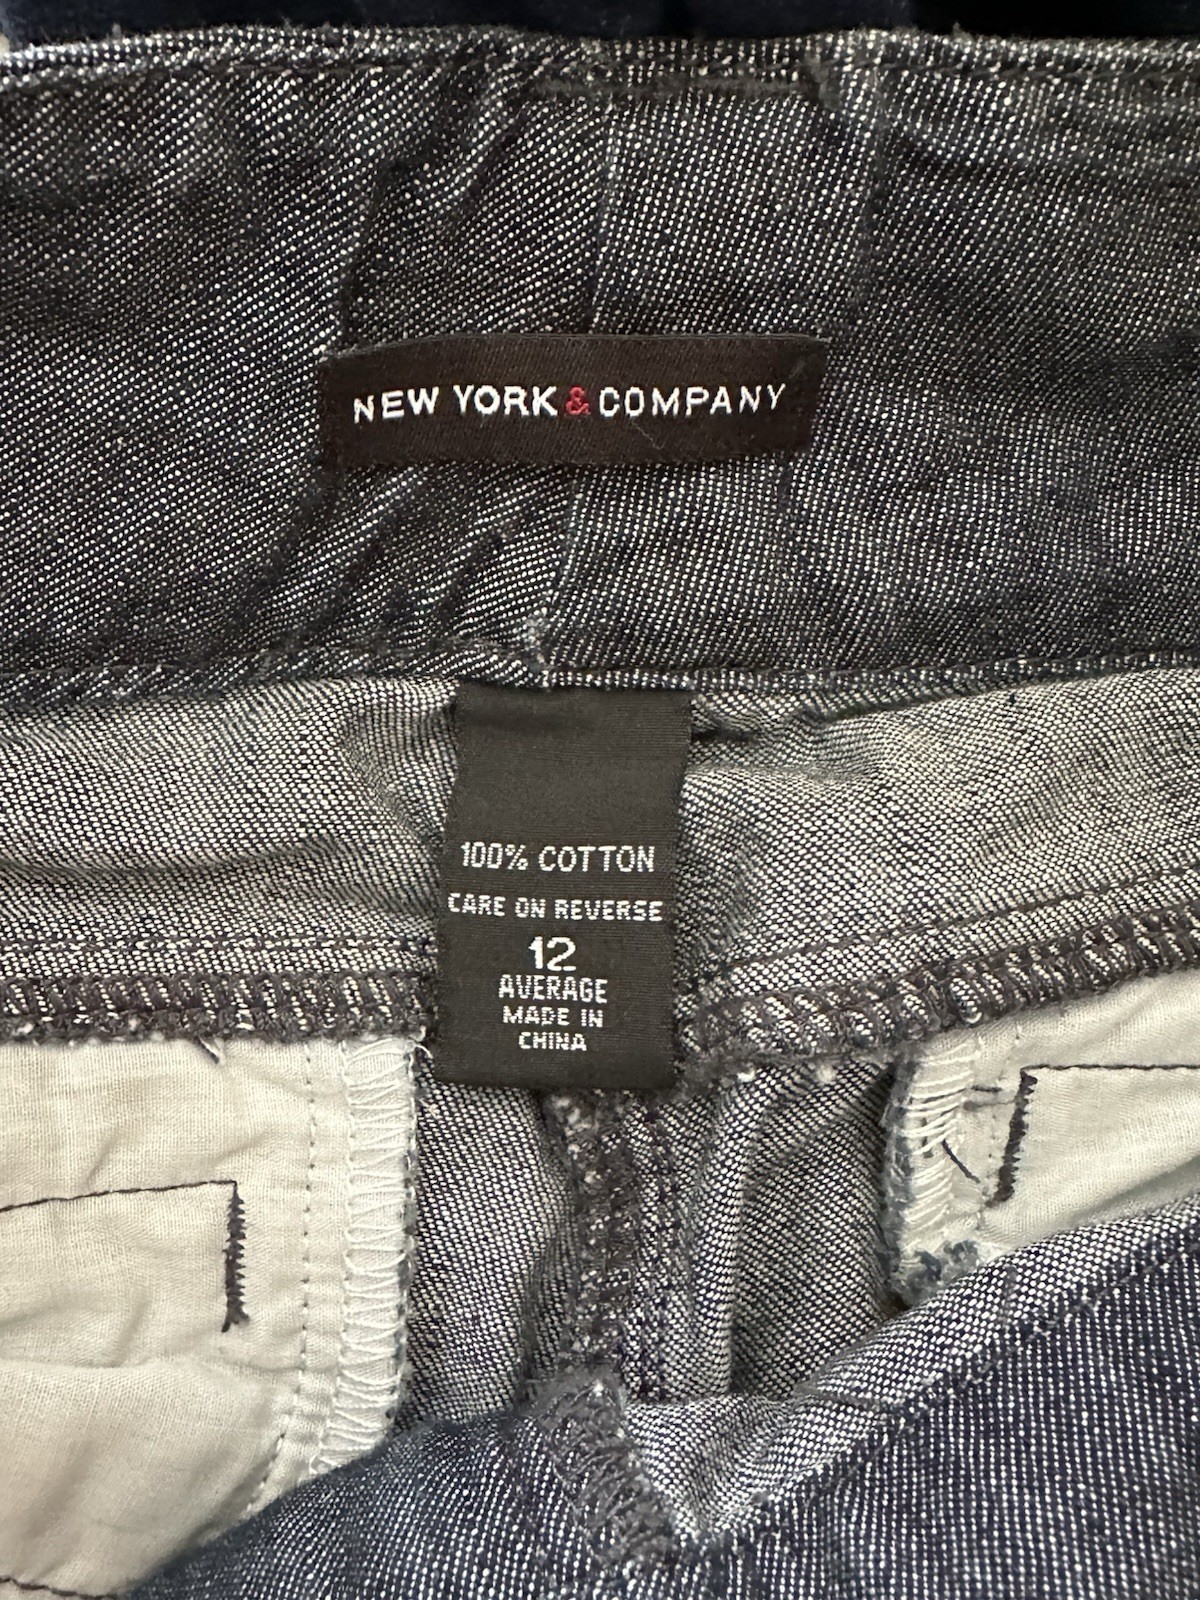 NEW YORK & COMPANY
100% COTTON
CARE ON REVERSE
12
AVERAGE
MADE IN
CHINA